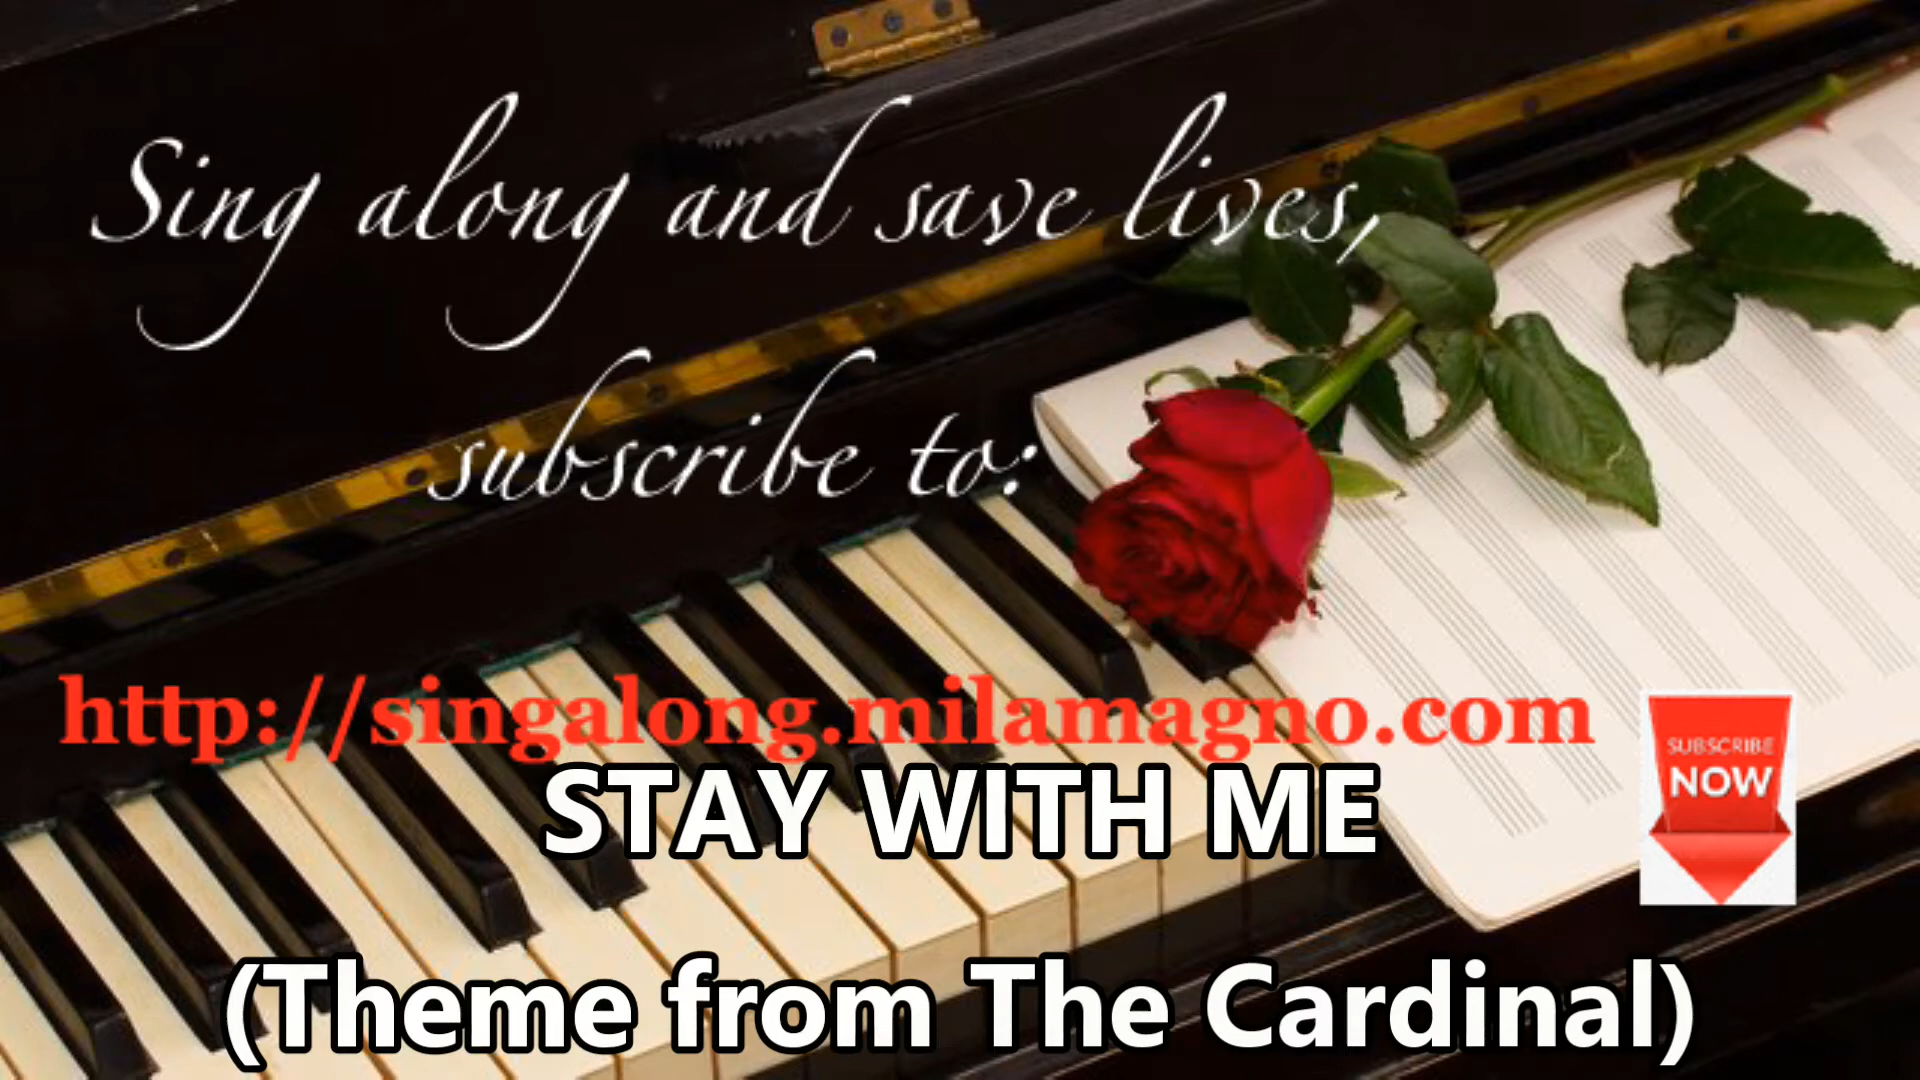 Sing along and save lives,
subscribe to:
http://singalong.milamagno.com
SUBSCRIBE
NOW
STAY WITH ME
(Theme from The Cardinal)